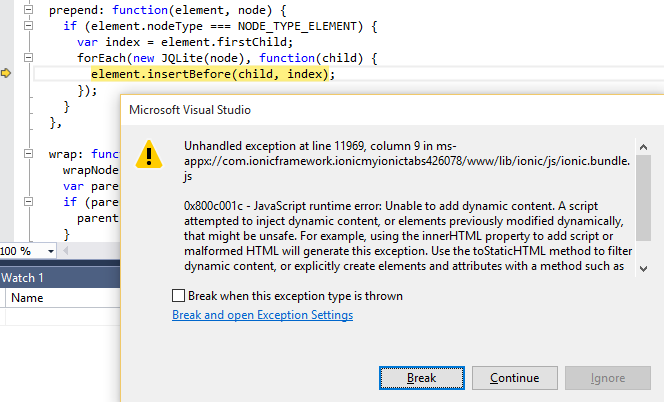 prepend: function(element, node) {
if (element.nodeType === NODE_TYPE_ELEMENT) {
var index = element.firstChild;
forEach(new JQLite(node), function(child) {
element.insertBefore(child, index);
});
}
},
wrap: func
wrapNode
var pare
if (pare
parent
}
100 %
Watch 1
Name
Microsoft Visual Studio
Unhandled exception at line 11969, column 9 in ms-
appx://com.ionicframework.ionicmyionictabs426078/www/lib/ionic/js/ionic.bundle.
js
0x800c001c - JavaScript runtime error: Unable to add dynamic content. A script
attempted to inject dynamic content, or elements previously modified dynamically,
that might be unsafe. For example, using the innerHTML property to add script or
malformed HTML will generate this exception. Use the toStaticHTML method to filter
dynamic content, or explicitly create elements and attributes with a method such as
Break when this exception type is thrown
Break and open Exception Settings
Break Continue Ignore